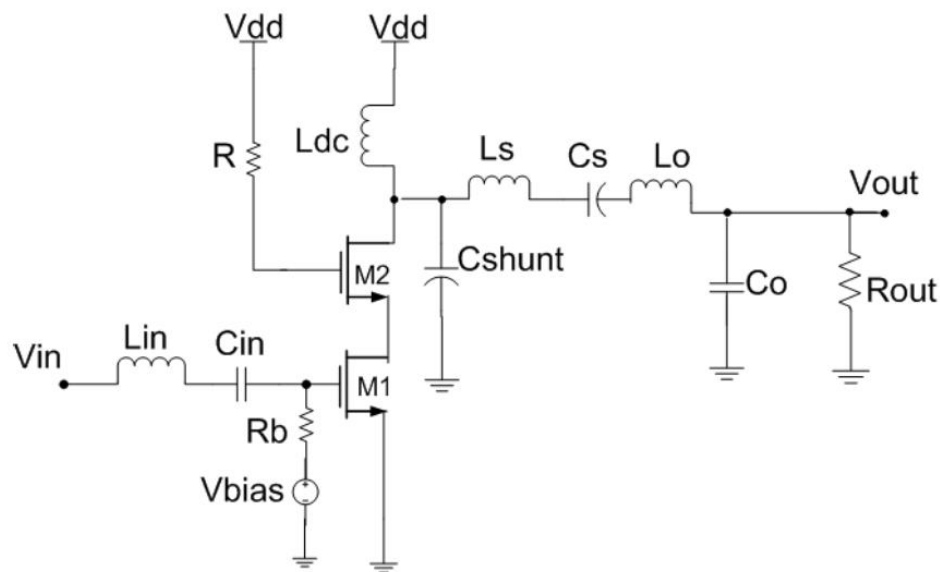 Vdd
Vdd
R
Ldc
Ls
Cs
Lo
Vout
M2
Cshunt
Co
Rout
Vin
Lin
Cin
M1
Rb
Vbias